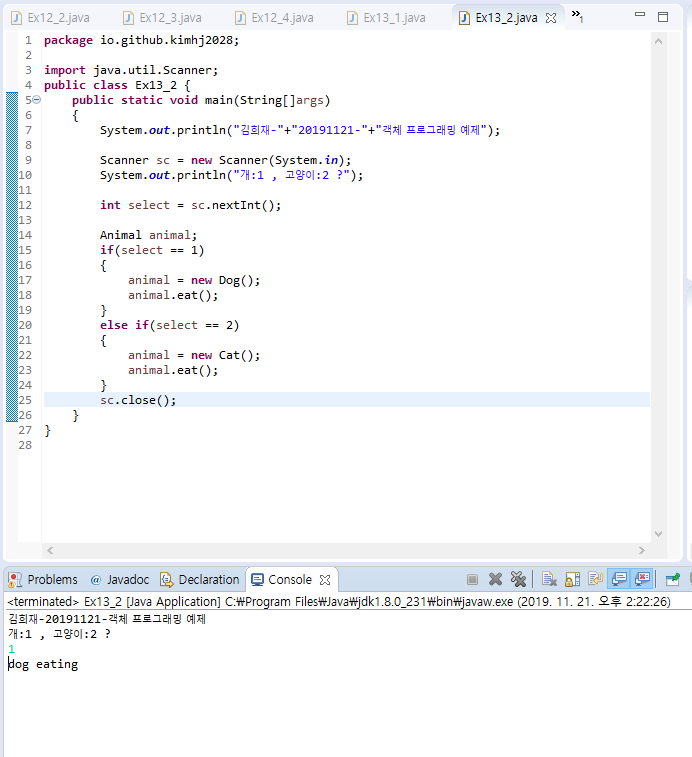 Ex12_2.java Ex12_3.java Ex12_4.java Ex13_1.java Ex13_2.java »1
1 package io.github.kimhj2028;
2
3 import java.util.Scanner;
4 public class Ex13_2 {
5 public static void main(String[]args)
6 {
7 System.out.println("김희재-"+"20191121-"+"객체 프로그래밍 예제");
8
9 Scanner sc = new Scanner(System.in);
10 System.out.println("개:1 , 고양이:2 ?");
11
12 int select = sc.nextInt();
13
14 Animal animal;
15 if(select == 1)
16 {
17 animal = new Dog();
18 animal.eat();
19 }
20 else if(select == 2)
21 {
22 animal = new Cat();
23 animal.eat();
24 }
25 sc.close();
26 }
27 }
28
Problems @ Javadoc Declaration Console
<terminated> Ex13_2 [Java Application] C:₩Program Files₩Java₩jdk1.8.0_231₩bin₩javaw.exe (2019. 11. 21. 오후 2:22:26)
김희재-20191121-객체 프로그래밍 예제
개:1 , 고양이:2 ?
1
dog eating